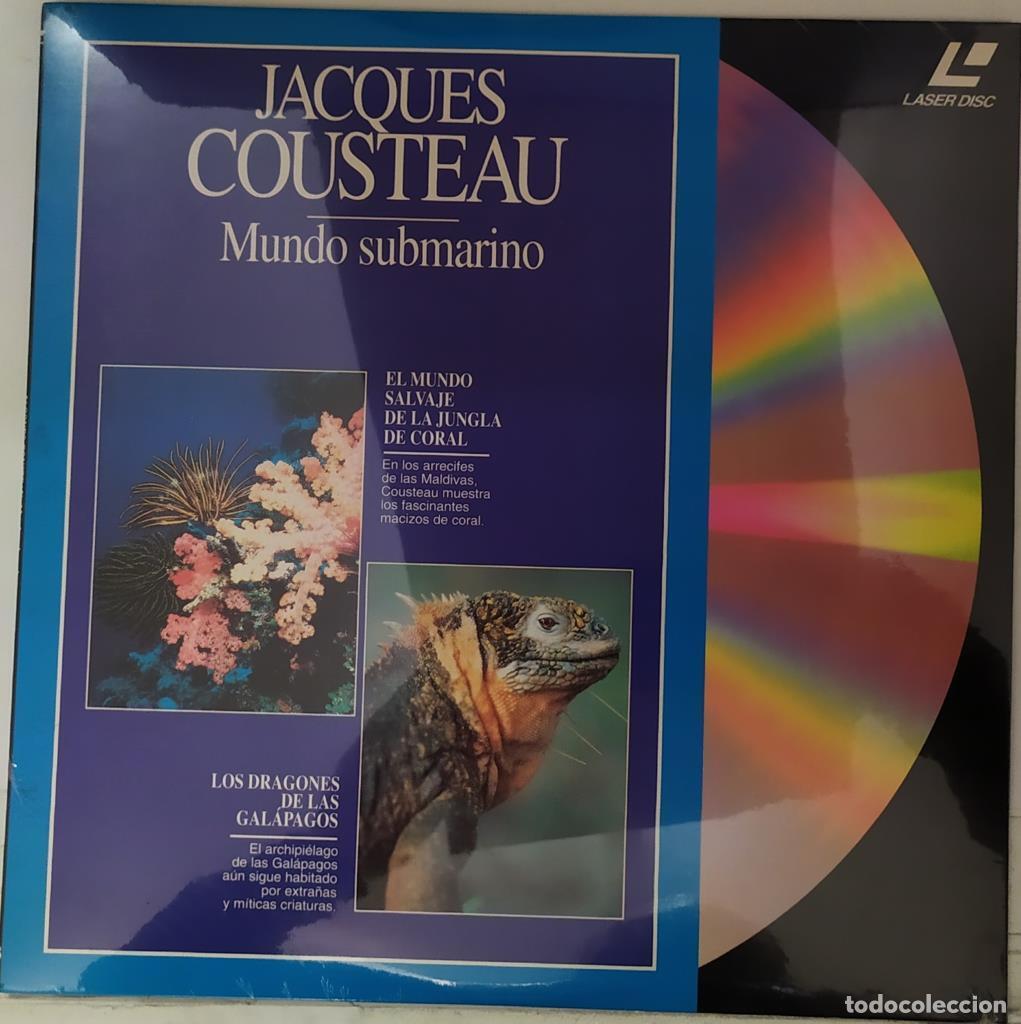 JACQUES
COUSTEAU
Mundo submarino
LASER DISC
EL MUNDO
SALVAJE
DE LA JUNGLA
DE CORAL
En los arrecifes
de las Maldivas,
Cousteau muestra
los fascinantes
macizos de coral.
LOS DRAGONES
DE LAS
GALÁPAGOS
El archipiélago
de las Galápagos
aún sigue habitado
por extrañas
y míticas criaturas.
todocoleccion